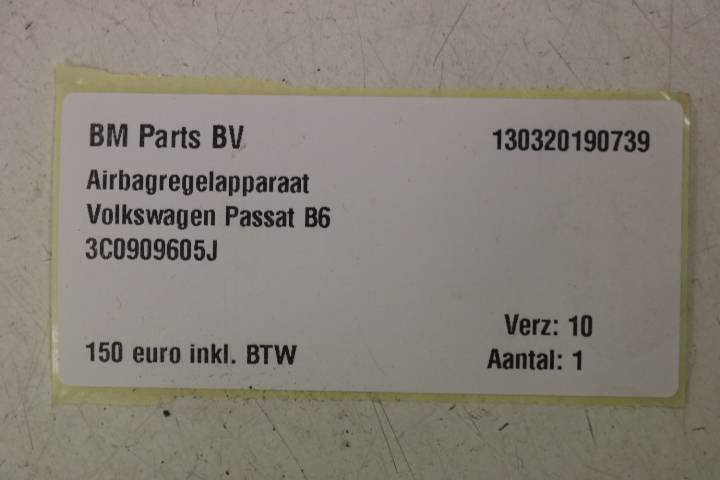 BM Parts BV 130320190739
Airbagregelapparaat
Volkswagen Passat B6
3C0909605J
Verz: 10
150 euro inkl. BTW Aantal: 1